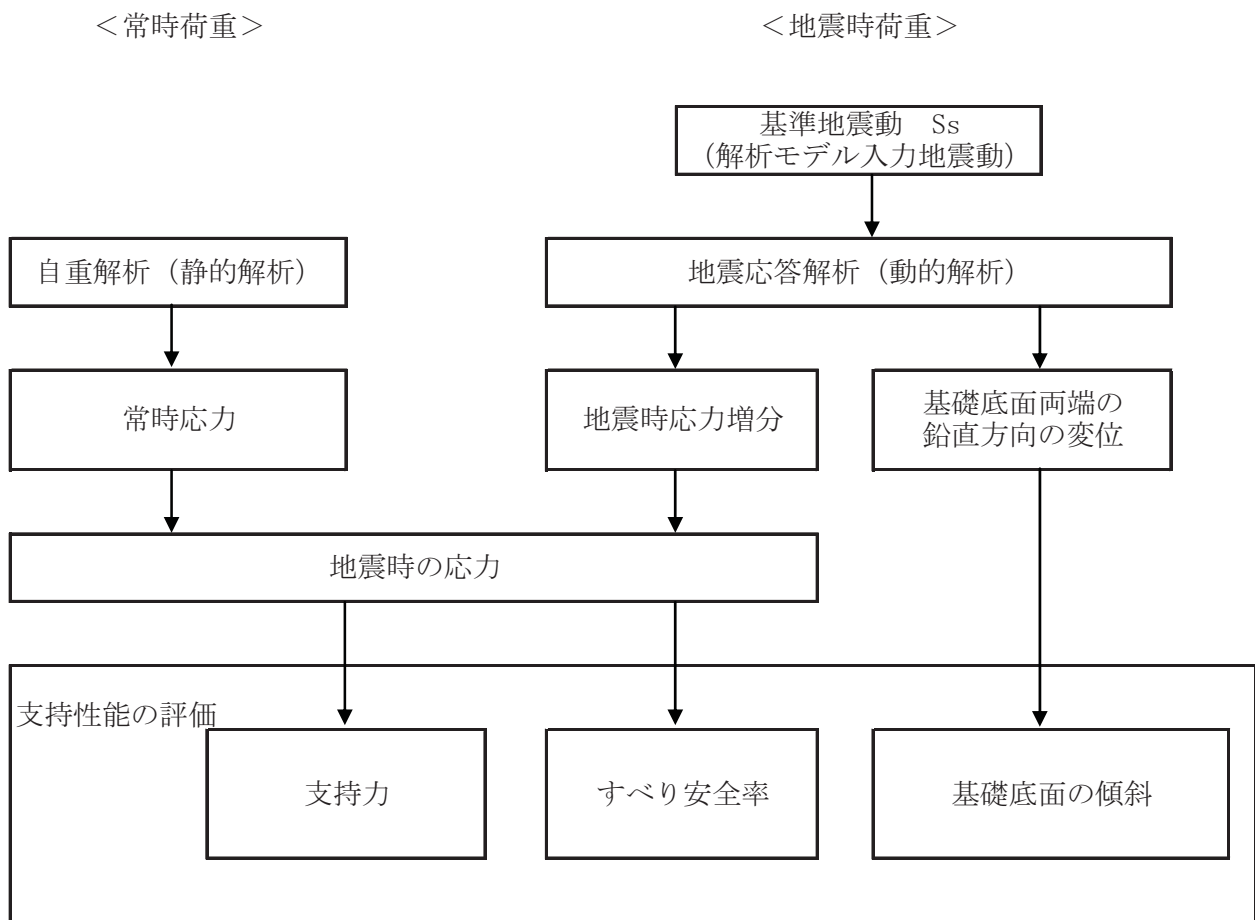 ＜常時荷重＞
＜地震時荷重＞
基準地震動　Ss
（解析モデル入力地震動）
自重解析（静的解析）
地震応答解析（動的解析）
常時応力
地震時応力増分
基礎底面両端の
鉛直方向の変位
地震時の応力
支持性能の評価
支持力
すべり安全率
基礎底面の傾斜